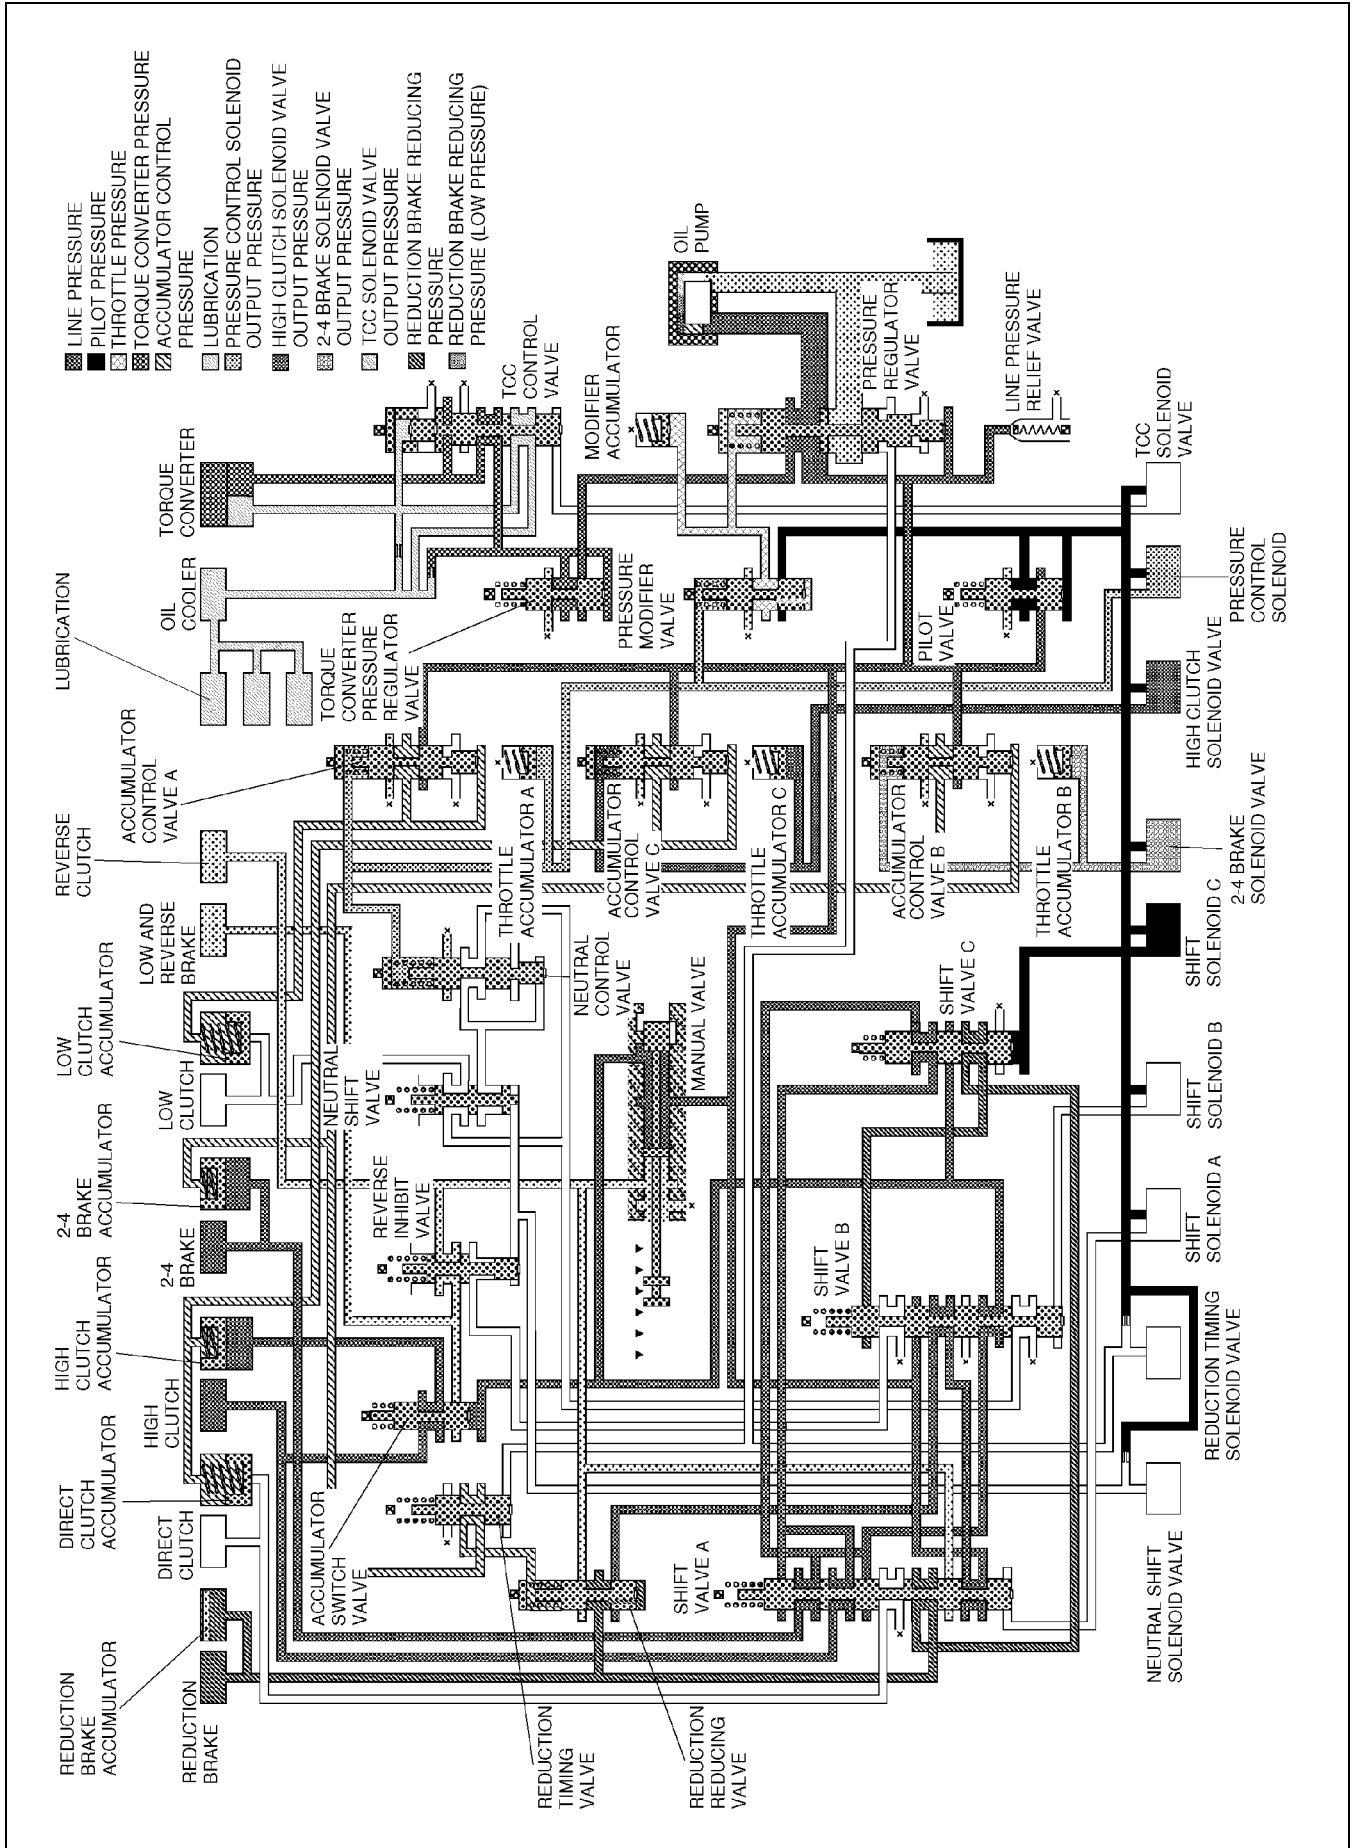 REDUCTION
BRAKE
ACCUMULATOR
REDUCTION
BRAKE
DIRECT
CLUTCH
ACCUMULATOR
DIRECT
CLUTCH
HIGH
CLUTCH
ACCUMULATOR
HIGH
CLUTCH
2-4
BRAKE
ACCUMULATOR
2-4
BRAKE
LOW
CLUTCH
ACCUMULATOR
LOW
CLUTCH
LOW AND
REVERSE
BRAKE
REVERSE
CLUTCH
ACCUMULATOR
CONTROL
VALVE A
LUBRICATION
OIL
COOLER
TORQUE
CONVERTER
LINE PRESSURE
PILOT PRESSURE
THROTTLE PRESSURE
TORQUE CONVERTER PRESSURE
ACCUMULATOR CONTROL
PRESSURE
LUBRICATION
PRESSURE CONTROL SOLENOID
OUTPUT PRESSURE
HIGH CLUTCH SOLENOID VALVE
OUTPUT PRESSURE
2-4 BRAKE SOLENOID VALVE
OUTPUT PRESSURE
TCC SOLENOID VALVE
OUTPUT PRESSURE
REDUCTION BRAKE REDUCING
PRESSURE
REDUCTION BRAKE REDUCING
PRESSURE (LOW PRESSURE)
ACCUMULATOR
SWITCH
VALVE
REVERSE
INHIBIT
VALVE
NEUTRAL
SHIFT
VALVE
NEUTRAL
CONTROL
VALVE
THROTTLE
ACCUMULATOR A
TORQUE
CONVERTER
PRESSURE
REGULATOR
VALVE
TCC
CONTROL
VALVE
REDUCTION
TIMING
VALVE
REDUCTION
REDUCING
VALVE
MANUAL VALVE
ACCUMULATOR
CONTROL
VALVE C
THROTTLE
ACCUMULATOR C
PRESSURE
MODIFIER
VALVE
MODIFIER
ACCUMULATOR
OIL
PUMP
SHIFT
VALVE A
SHIFT
VALVE B
SHIFT
VALVE C
ACCUMULATOR
CONTROL
VALVE B
THROTTLE
ACCUMULATOR B
PILOT
VALVE
PRESSURE
REGULATOR
VALVE
LINE PRESSURE
RELIEF VALVE
NEUTRAL SHIFT
SOLENOID VALVE
REDUCTION TIMING
SOLENOID VALVE
SHIFT
SOLENOID A
SHIFT
SOLENOID B
SHIFT
SOLENOID C
2-4 BRAKE
SOLENOID VALVE
HIGH CLUTCH
SOLENOID VALVE
PRESSURE
CONTROL
SOLENOID
TCC
SOLENOID
VALVE